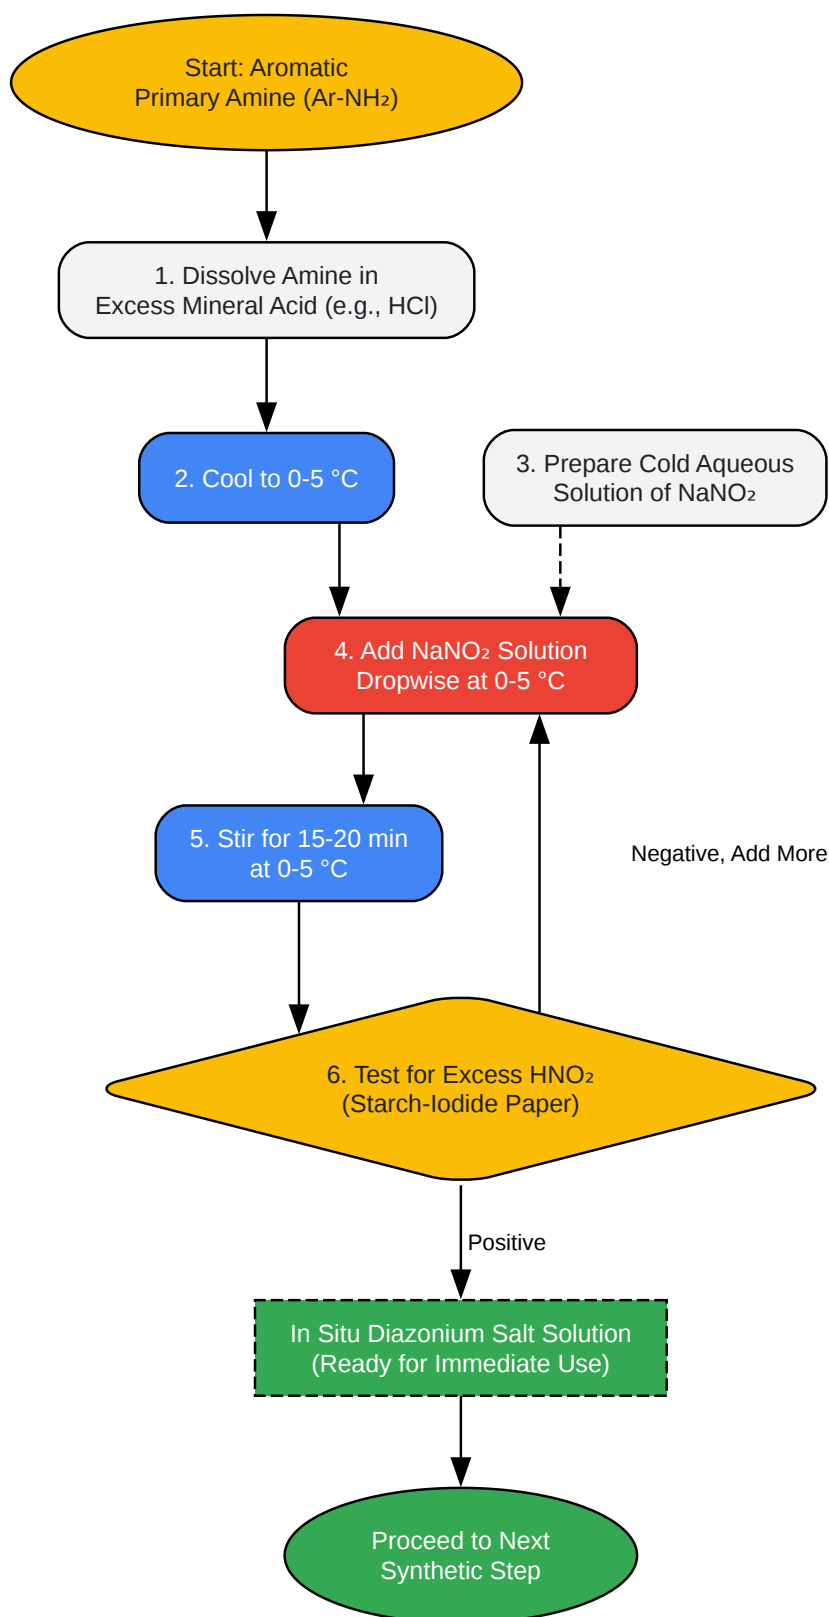 Start: Aromatic
Primary Amine (Ar-NH₂)
1. Dissolve Amine in
Excess Mineral Acid (e.g., HCl)
2. Cool to 0-5 °C
3. Prepare Cold Aqueous
Solution of NaNO₂
4. Add NaNO₂ Solution
Dropwise at 0-5 °C
5. Stir for 15-20 min
at 0-5 °C
Negative, Add More
6. Test for Excess HNO₂
(Starch-Iodide Paper)
Positive
In Situ Diazonium Salt Solution
(Ready for Immediate Use)
Proceed to Next
Synthetic Step